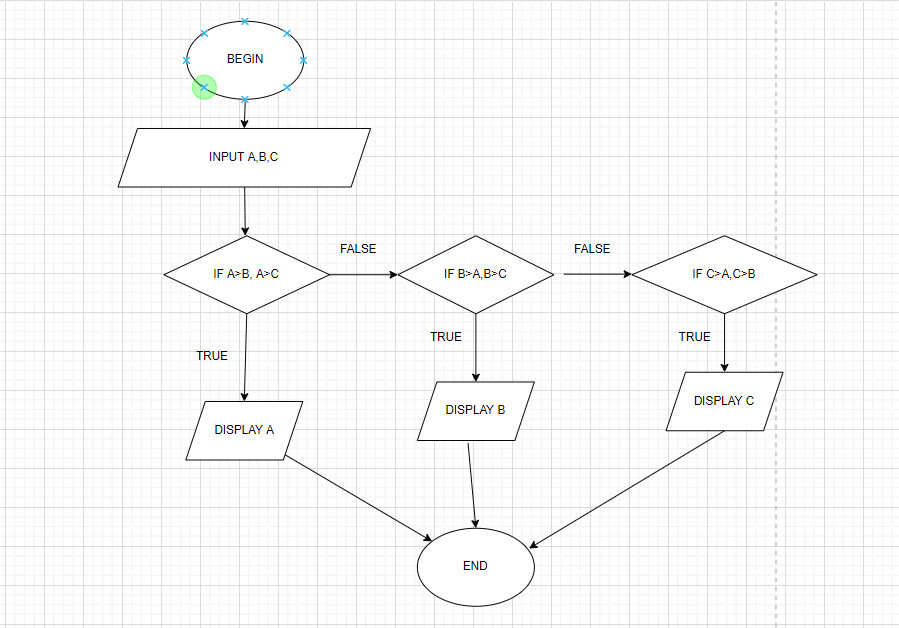 BEGIN
INPUT A,B,C
IF A>B, A>C
FALSE
IF B>A,B>C
FALSE
IF C>A,C>B
TRUE
TRUE
TRUE
DISPLAY A
DISPLAY B
DISPLAY C
END